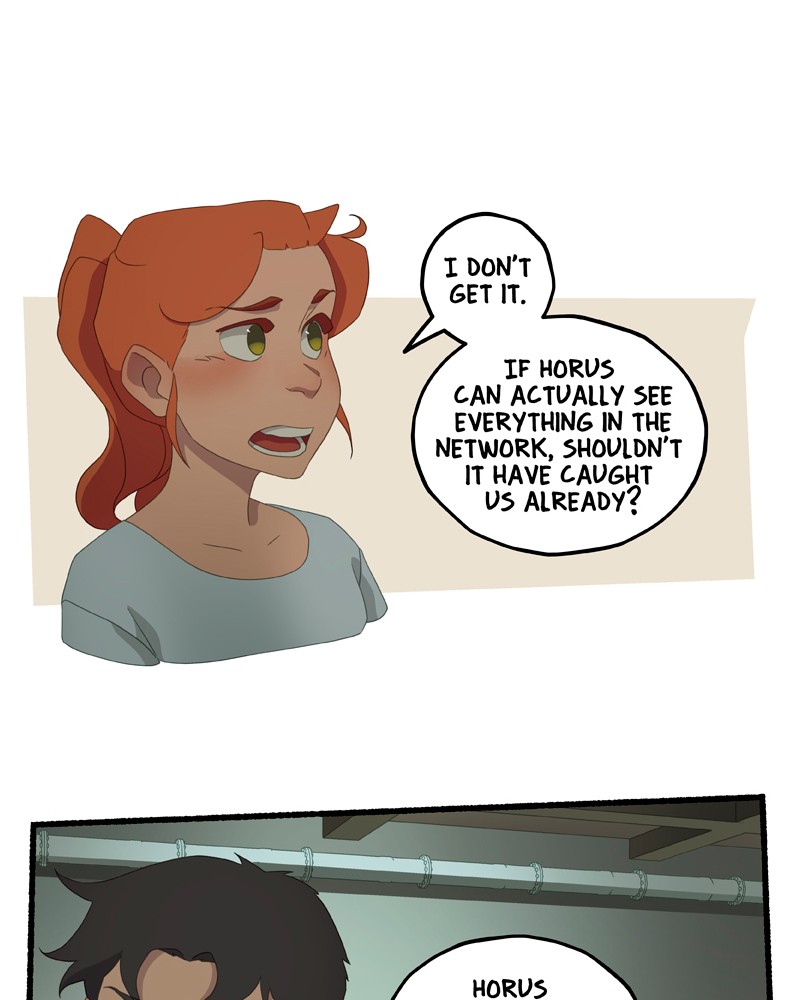 I DON'T
GET IT.
IF HORUS
CAN ACTUALLY SEE
EVERYTHING IN THE
NETWORK, SHOULDN'T
IT HAVE CAUGHT
US ALREADY?
HORUS